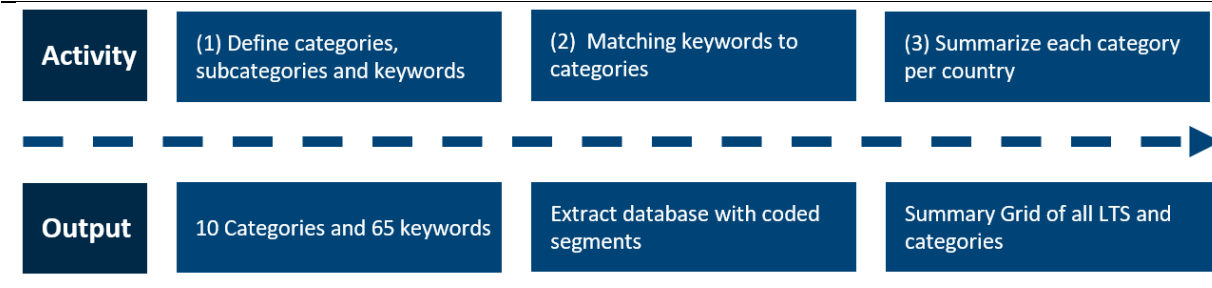 Activity
(1) Define categories,
subcategories and keywords
(2)  Matching keywords to
categories
(3) Summarize each category
per country
Output
10 Categories and 65 keywords
Extract database with coded
segments
Summary Grid of all LTS and
categories